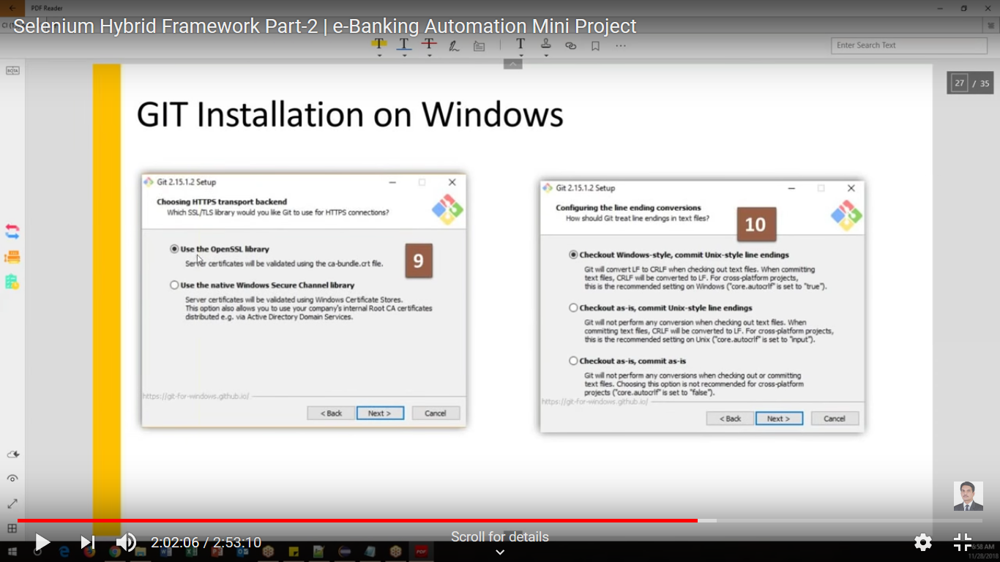 PDF Reader
Selenium Hybrid Framework Part-2 | e-Banking Automation Mini Project
Enter Search Text
27 / 35
GIT Installation on Windows
Git 2.15.1.2 Setup
Choosing HTTPS transport backend
Which SSL/TLS library would you like Git to use for HTTPS connections?
Use the OpenSSL library
Server certificates will be validated using the ca-bundle.crt file.
9
Use the native Windows Secure Channel library
Server certificates will be validated using Windows Certificate Stores.
This option also allows you to use your company's internal Root CA certificates
distributed e.g. via Active Directory Domain Services.
https://git-for-windows.github.io/
< Back
Next >
Cancel
Git 2.15.1.2 Setup
Configuring the line ending conversions
How should Git treat line endings in text files?
10
Checkout Windows-style, commit Unix-style line endings
Git will convert LF to CRLF when checking out text files. When committing
text files, CRLF will be converted to LF. For cross-platform projects,
this is the recommended setting on Windows ("core.autocrlf" is set to "true").
Checkout as-is, commit Unix-style line endings
Git will not perform any conversion when checking out text files. When
committing text files, CRLF will be converted to LF. For cross-platform projects,
this is the recommended setting on Unix ("core.autocrlf" is set to "input").
Checkout as-is, commit as-is
Git will not perform any conversions when checking out or committing
text files. Choosing this option is not recommended for cross-platform
projects ("core.autocrlf" is set to "false").
https://git-for-windows.github.io/
< Back
Next >
Cancel
2:02:06 / 2:53:10
Scroll for details
6:58 AM
11/28/2018